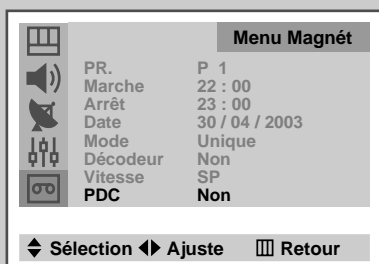 Menu Magnét
PR. P 1
Marche 22 : 00
Arrêt 23 : 00
Date 30 / 04 / 2003
Mode Unique
Décodeur Non
Vitesse SP
PDC Non
Sélection Ajuste Retour